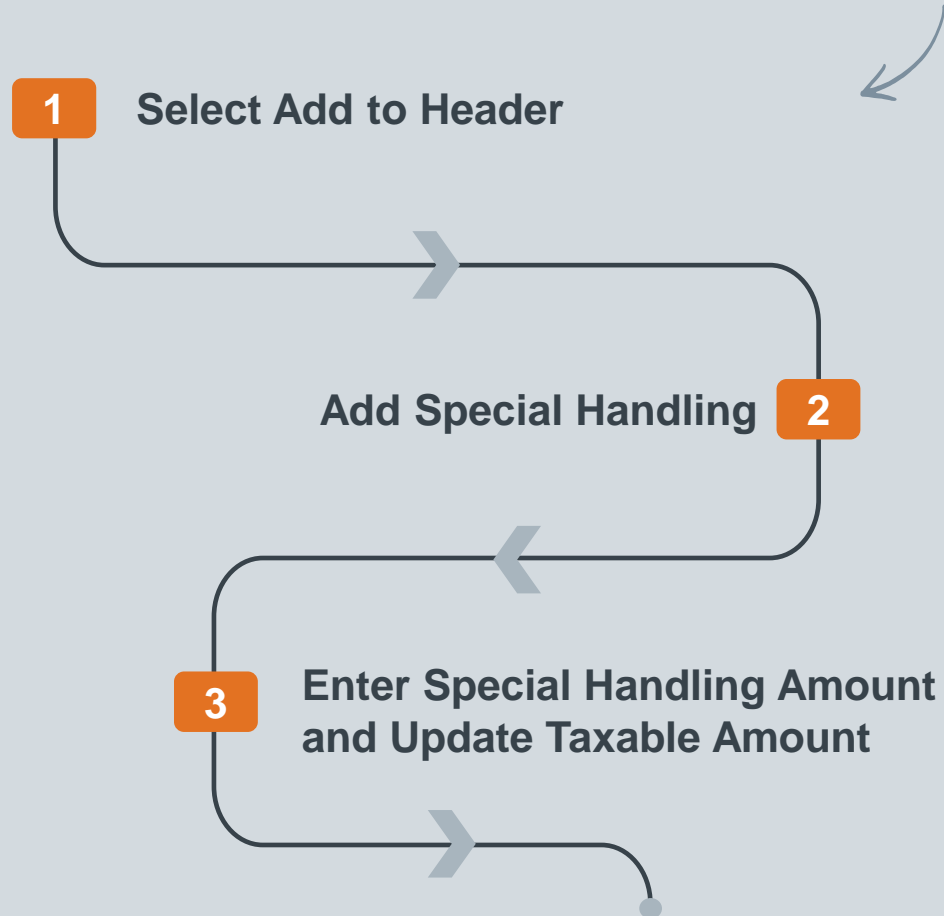 1 Select Add to Header
Add Special Handling 2
3 Enter Special Handling Amount
and Update Taxable Amount